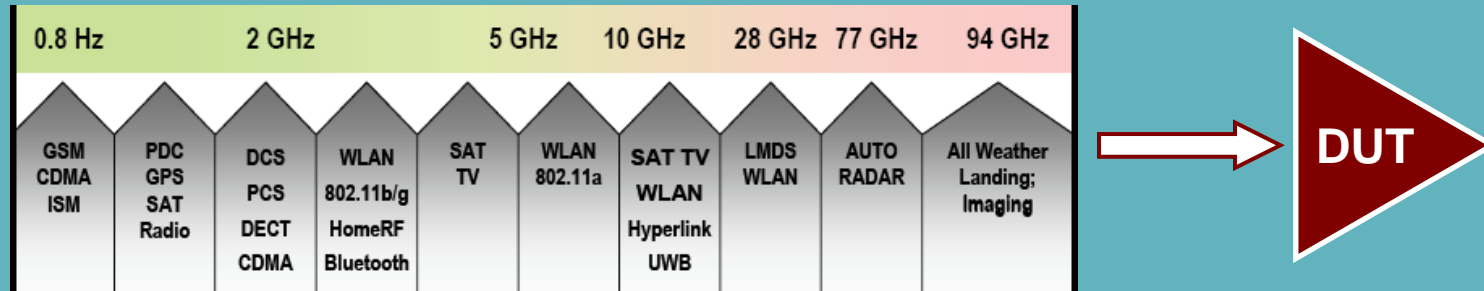 0.8 Hz 2 GHz 5 GHz 10 GHz 28 GHz 77 GHz 94 GHz
GSM
CDMA
ISM
PDC
GPS
SAT
Radio
DCS
PCS
DECT
CDMA
WLAN
802.11b/g
HomeRF
Bluetooth
SAT
TV
WLAN
802.11a
SAT TV
WLAN
Hyperlink
UWB
LMDS
WLAN
AUTO
RADAR
All Weather
Landing;
Imaging
DUT